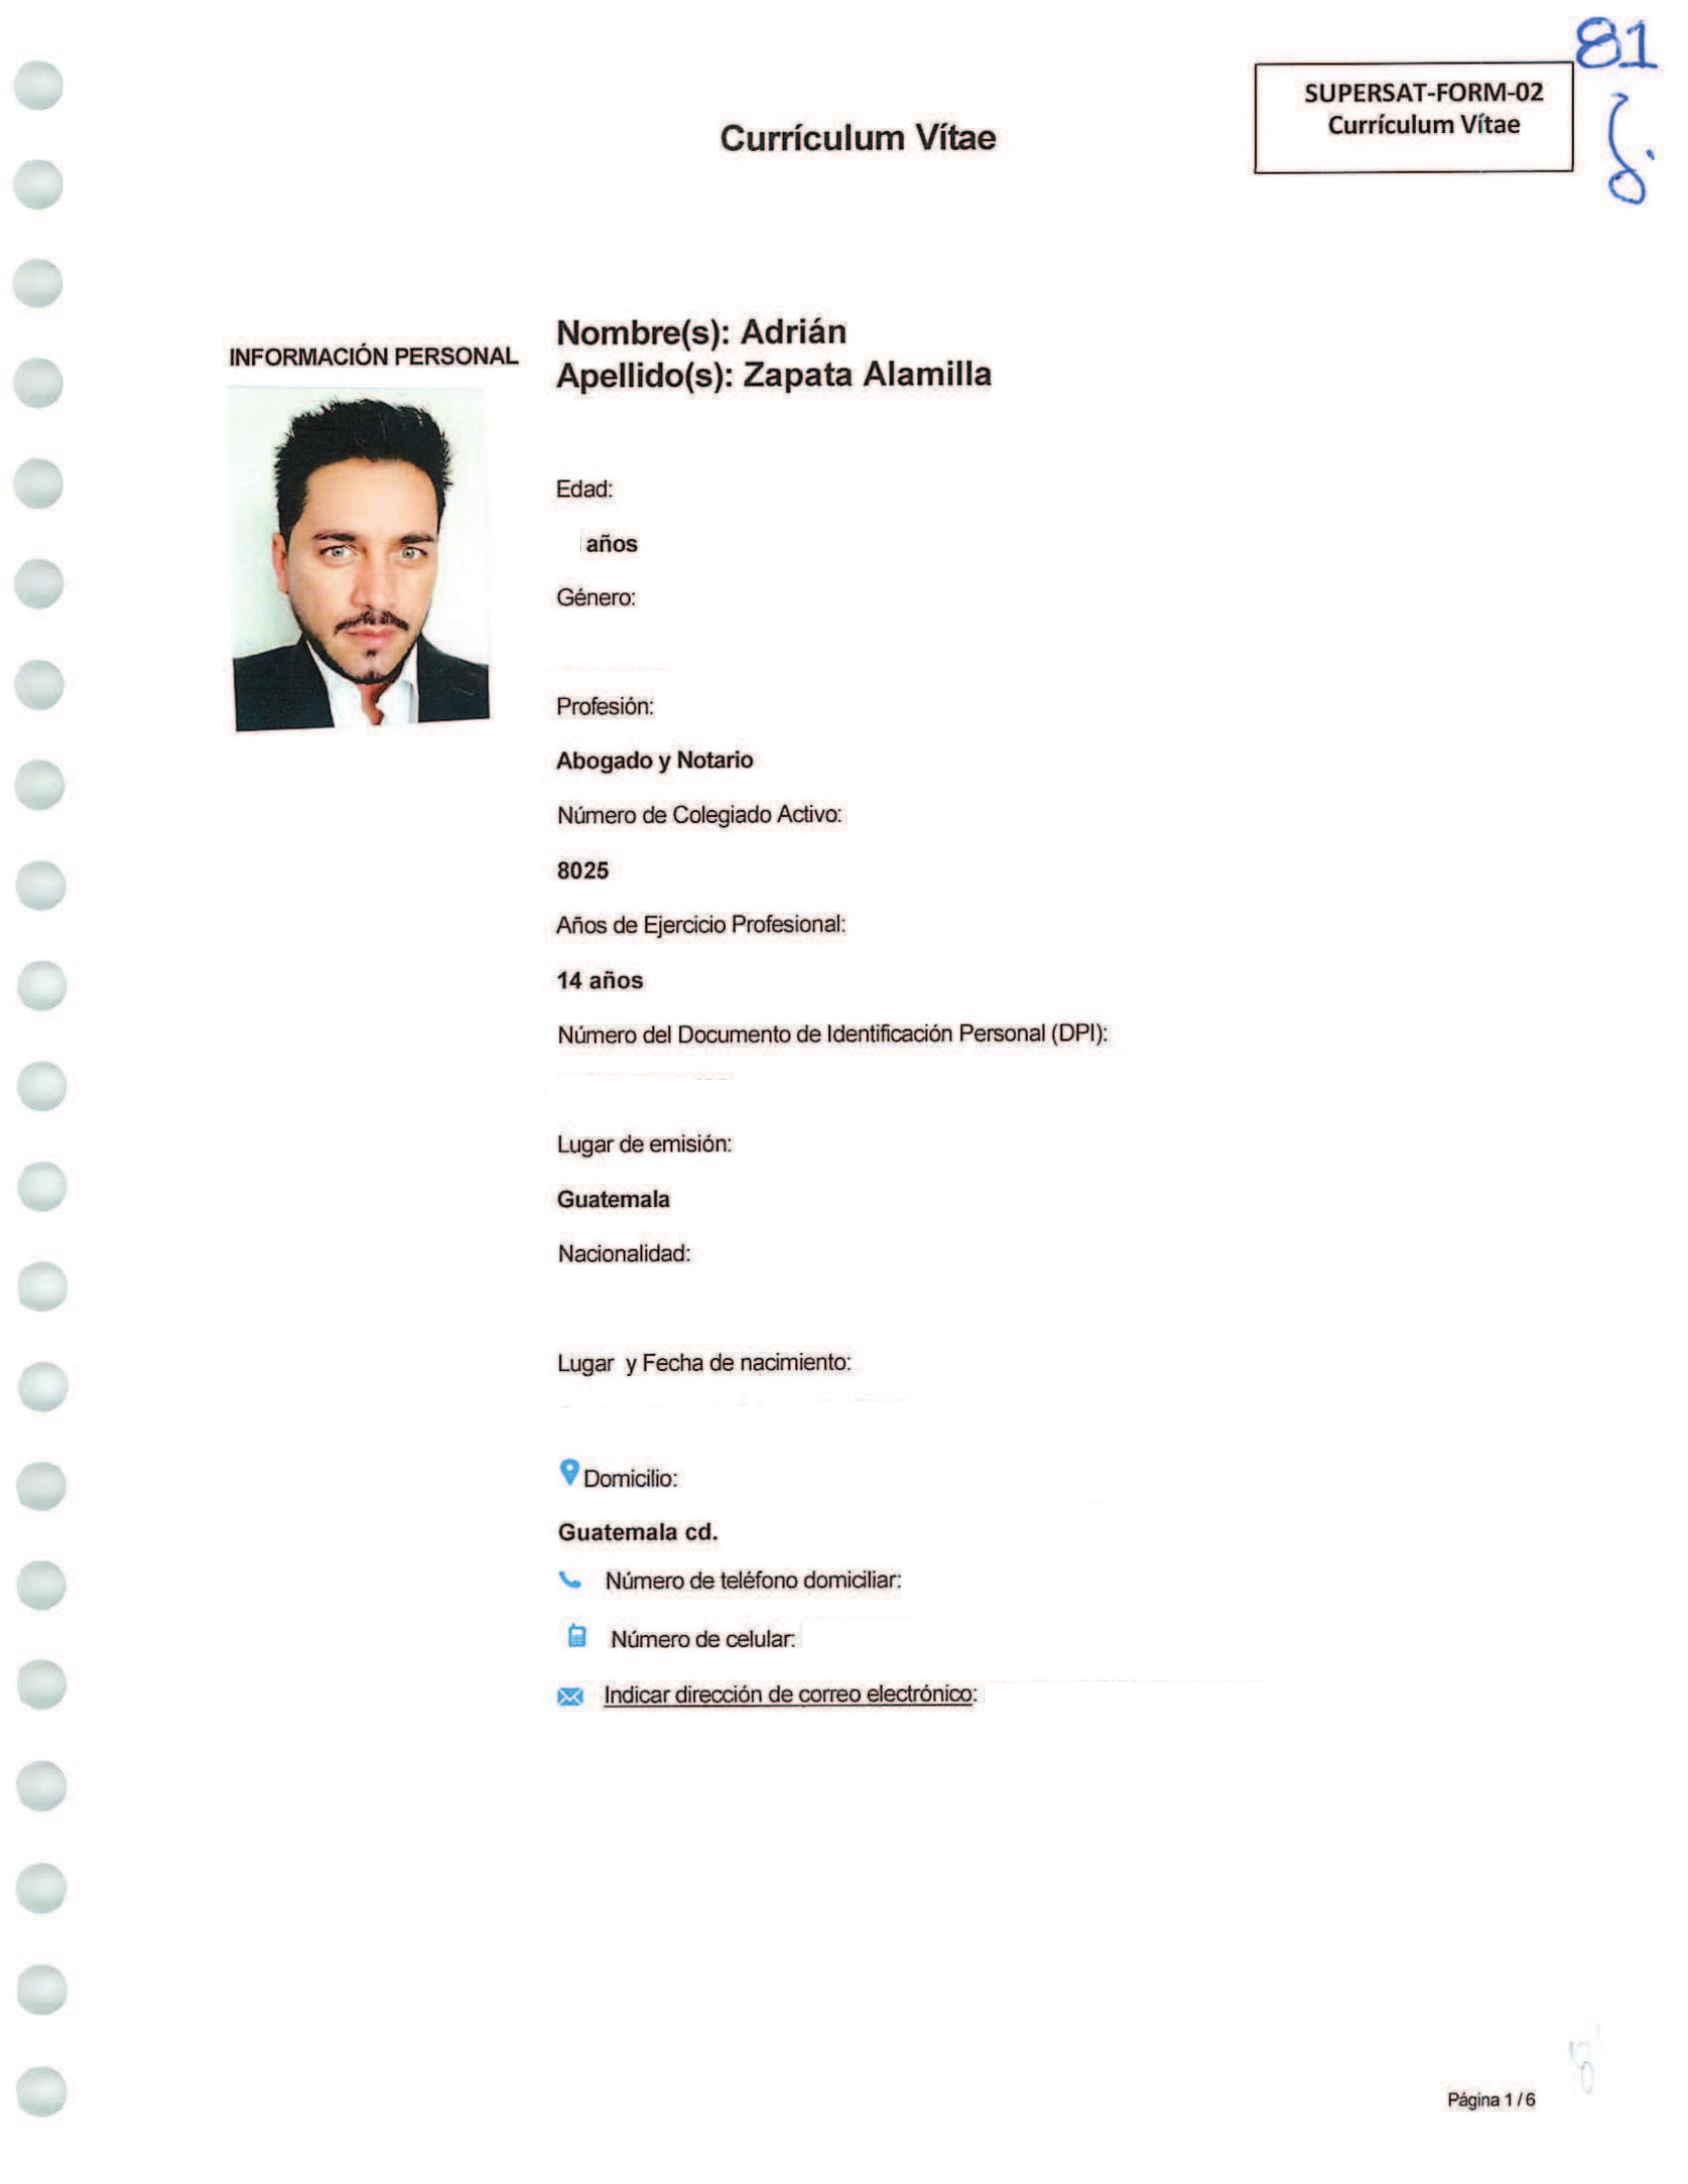 81
SUPERSAT-FORM-02
Currículum Vítae
Currículum Vítae
INFORMACIÓN PERSONAL
Nombre(s): Adrián
Apellido(s): Zapata Alamilla
Edad:
años
Género:
Profesión:
Abogado y Notario
Número de Colegiado Activo:
8025
Años de Ejercicio Profesional:
14 años
Número del Documento de Identificación Personal (DPI):
Lugar de emisión:
Guatemala
Nacionalidad:
Lugar y Fecha de nacimiento:
Domicilio:
Guatemala cd.
Número de teléfono domiciliar:
Número de celular:
Indicar dirección de correo electrónico:
Página 1 / 6